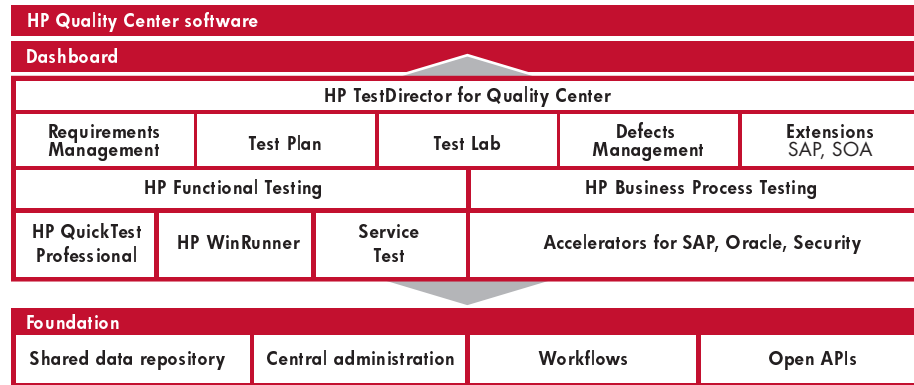 HP Quality Center software
Dashboard
HP TestDirector for Quality Center
Requirements
Management
Test Plan
Test Lab
Defects
Management
Extensions
SAP, SOA
HP Functional Testing
HP Business Process Testing
HP QuickTest
Professional
HP WinRunner
Service
Test
Accelerators for SAP, Oracle, Security
Foundation
Shared data repository
Central administration
Workflows
Open APIs